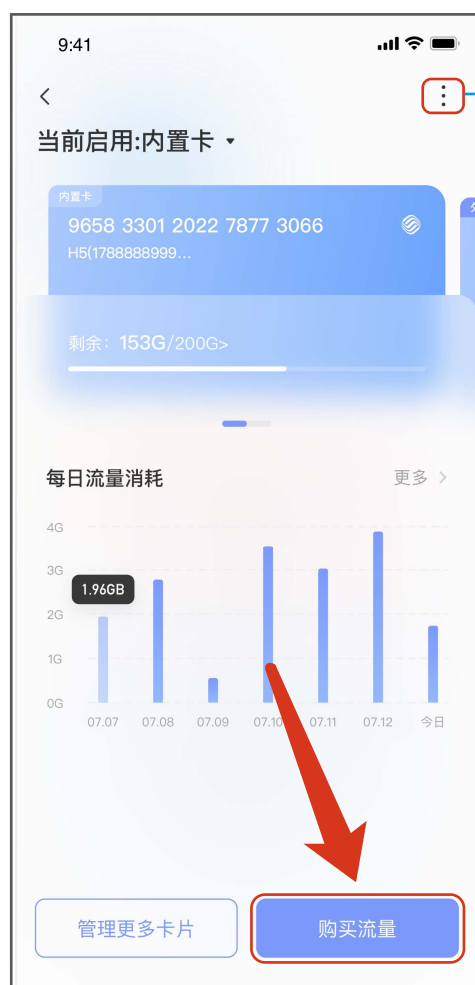 9:41
当前启用:内置卡
内置卡
9658 3301 2022 7877 3066
H5(1788888999...
剩余: 153G/200G>
每日流量消耗
更多 >
4G
3G
1.96GB
2G
1G
0G
07.07 07.08 07.09 07.10 07.11 07.12 今日
管理更多卡片
购买流量